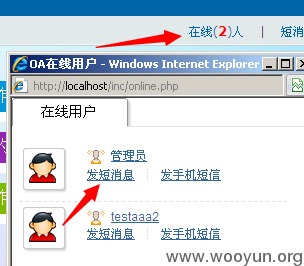 在线(2)人 | 短消
OA在线用户 - Windows Internet Explorer
http://localhost/inc/online.php
在线用户
管理员
发短消息 发手机短信
testaaa2
发短消息 发手机短信
www.wooyun.org